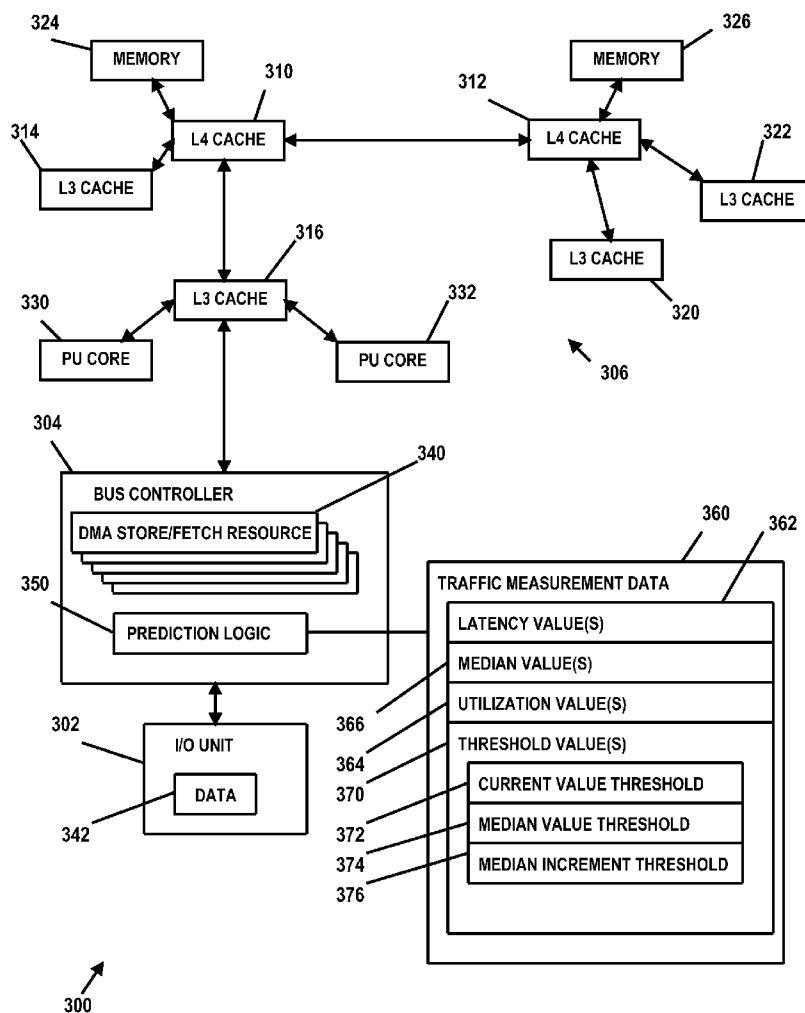 324
MEMORY
310
L4 CACHE
314
L3 CACHE
326
MEMORY
312
L4 CACHE
322
L3 CACHE
L3 CACHE
320
306
316
L3 CACHE
330
PU CORE
332
PU CORE
304
BUS CONTROLLER
340
DMA STORE/FETCH RESOURCE
350
PREDICTION LOGIC
302
I/O UNIT
DATA
342
360
362
TRAFFIC MEASUREMENT DATA
LATENCY VALUE(S)
MEDIAN VALUE(S)
366
UTILIZATION VALUE(S)
364
THRESHOLD VALUE(S)
370
CURRENT VALUE THRESHOLD
372
MEDIAN VALUE THRESHOLD
374
MEDIAN INCREMENT THRESHOLD
376
300